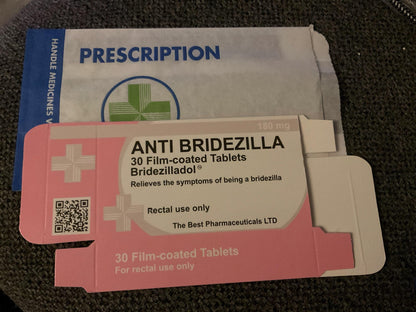 PRESCRIPTION
HANDLE MEDICINES
180 mg
ANTI BRIDEZILLA
30 Film-coated Tablets
Bridezilladol®
Relieves the symptoms of being a bridezilla
Rectal use only
The Best Pharmaceuticals LTD
30 Film-coated Tablets
For rectal use only